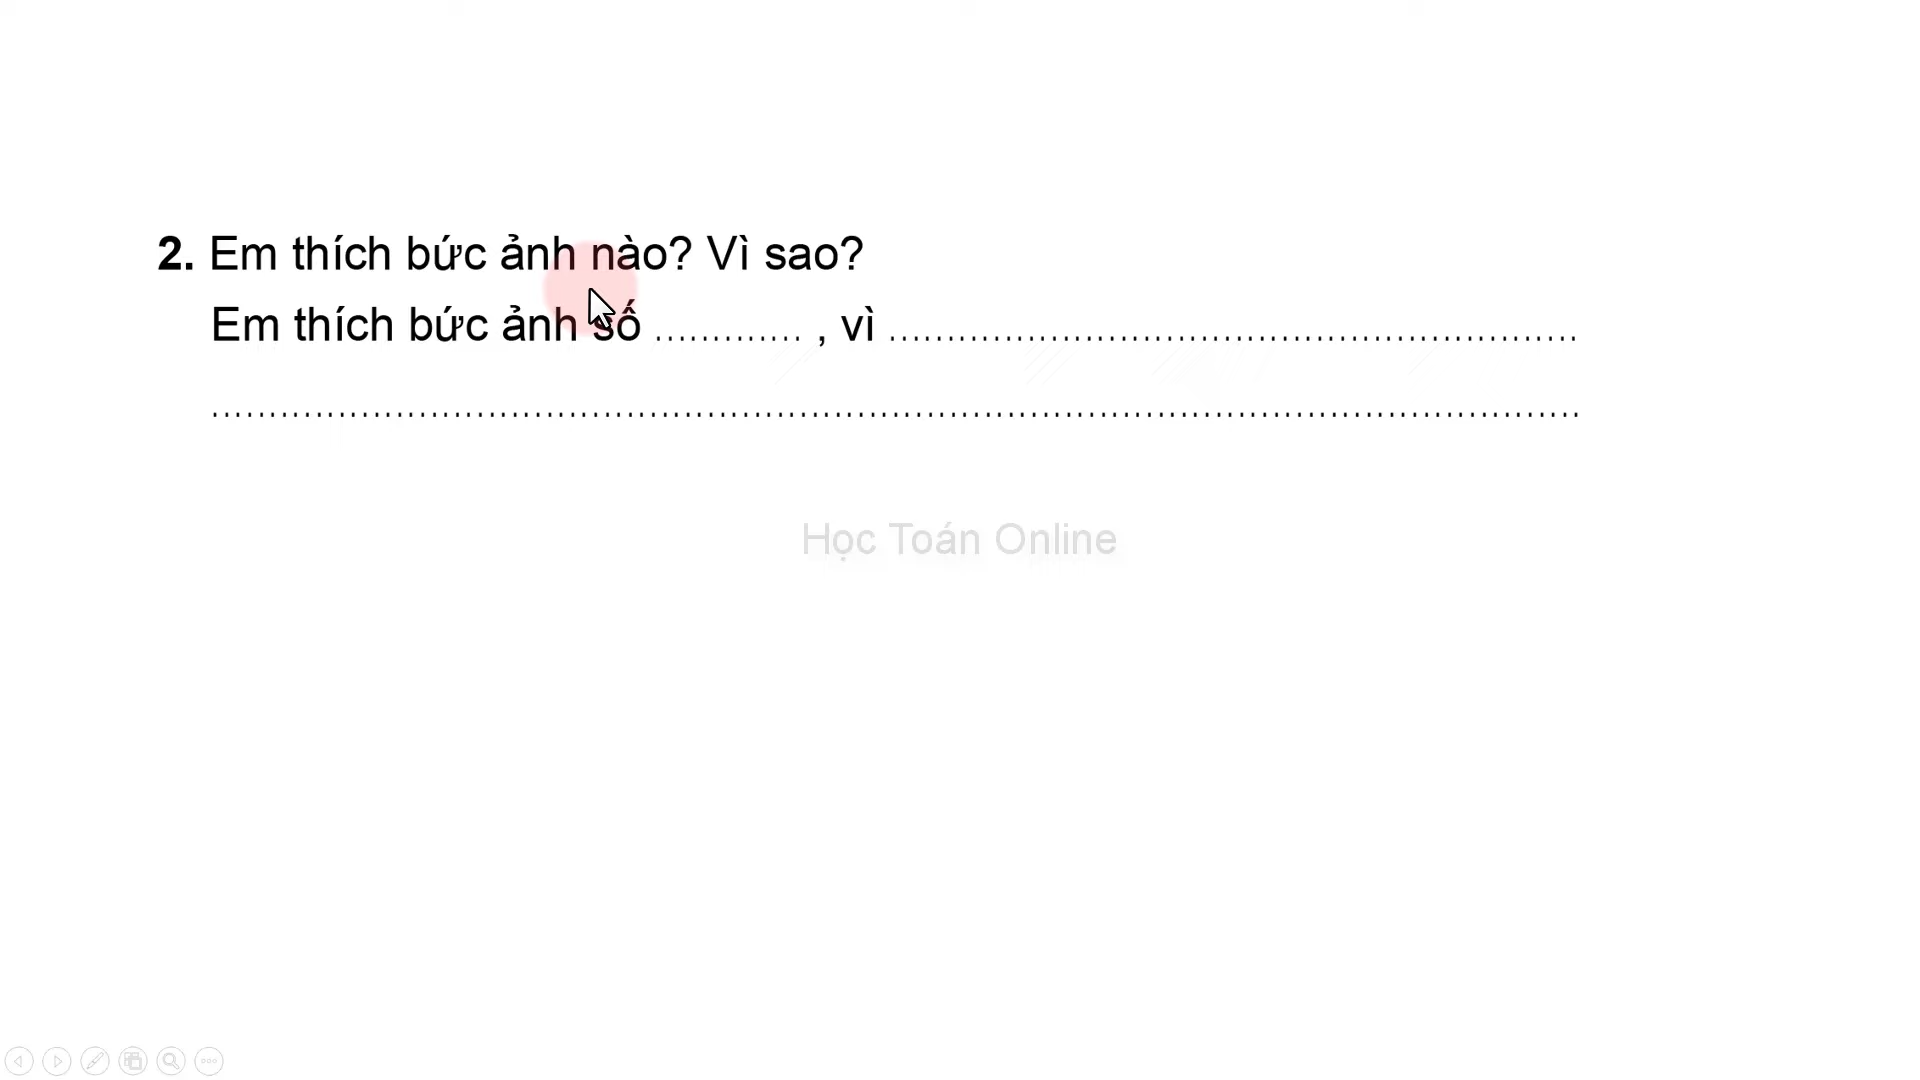 2. Em thích bức ảnh nào? Vì sao?
Em thích bức ảnh số ............. , vì ............................................................
........................................................................................................................
Học Toán Online